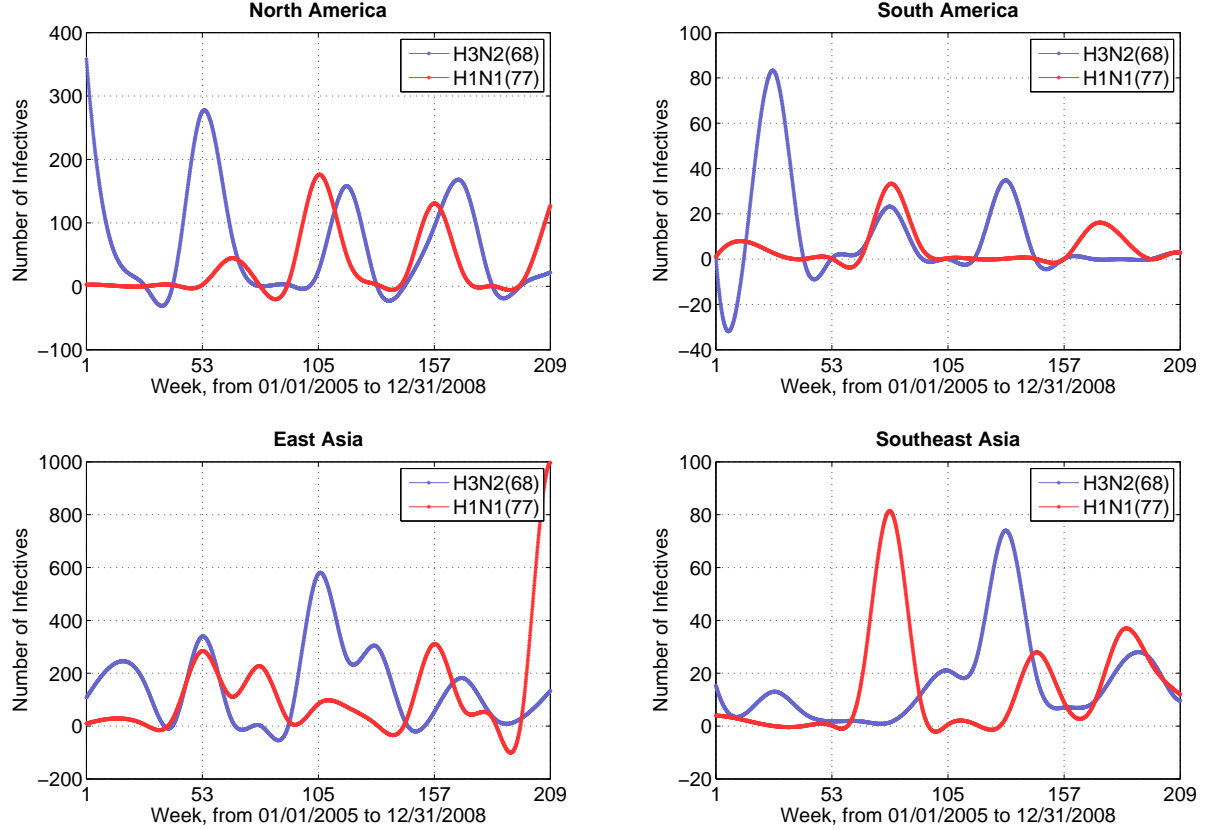 North America
400
300
200
100
0
−100
Number of Infectives
H3N2(68)
H1N1(77)
1 53 105 157 209
Week, from 01/01/2005 to 12/31/2008
South America
100
80
60
40
20
0
−20
−40
Number of Infectives
H3N2(68)
H1N1(77)
1 53 105 157 209
Week, from 01/01/2005 to 12/31/2008
East Asia
1000
800
600
400
200
0
−200
Number of Infectives
H3N2(68)
H1N1(77)
1 53 105 157 209
Week, from 01/01/2005 to 12/31/2008
Southeast Asia
100
80
60
40
20
0
−20
Number of Infectives
H3N2(68)
H1N1(77)
1 53 105 157 209
Week, from 01/01/2005 to 12/31/2008